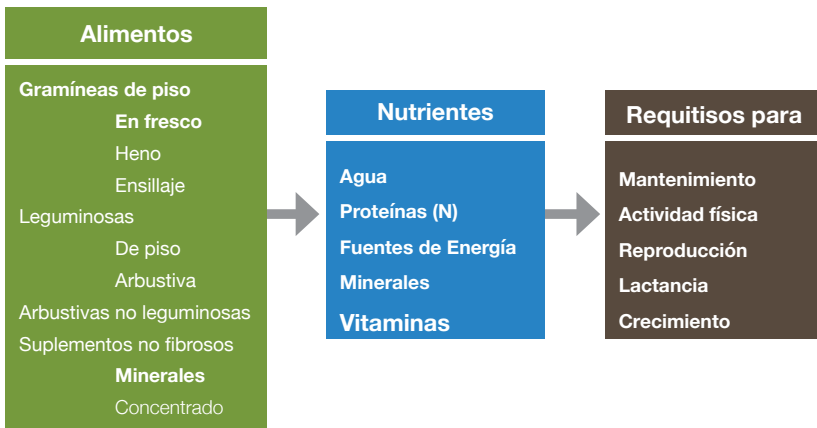 Alimentos
Gramíneas de piso
En fresco
Heno
Ensillaje
Leguminosas
De piso
Arbustiva
Arbustivas no leguminosas
Suplementos no fibrosos
Minerales
Concentrado
Nutrientes
Agua
Proteínas (N)
Fuentes de Energía
Minerales
Vitaminas
Requitisos para
Mantenimiento
Actividad física
Reproducción
Lactancia
Crecimiento